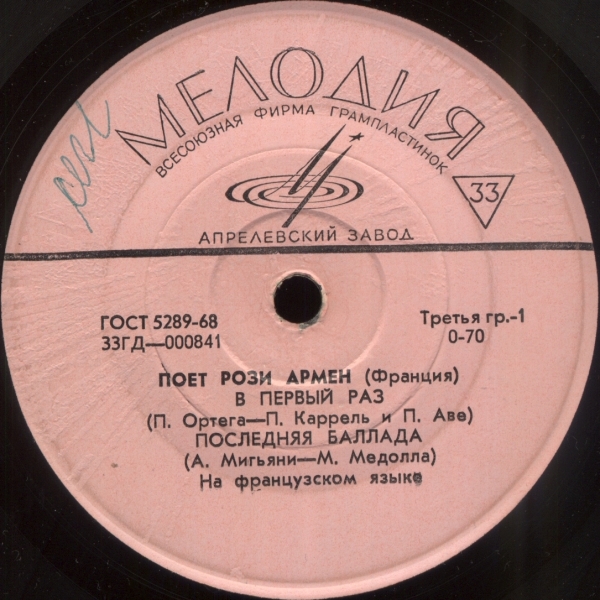 МЕЛОДИЯ
ВСЕСОЮЗНАЯ ФИРМА ГРАМПЛАСТИНОК
33
АПРЕЛЕВСКИЙ ЗАВОД
ГОСТ 5289-68
33ГД—000841
Третья гр.-1
0-70
ПОЕТ РОЗИ АРМЕН (Франция)
В ПЕРВЫЙ РАЗ
(П. Ортега—П. Каррель и П. Аве)
ПОСЛЕДНЯЯ БАЛЛАДА
(А. Мигьяни—М. Медолла)
На французском языке